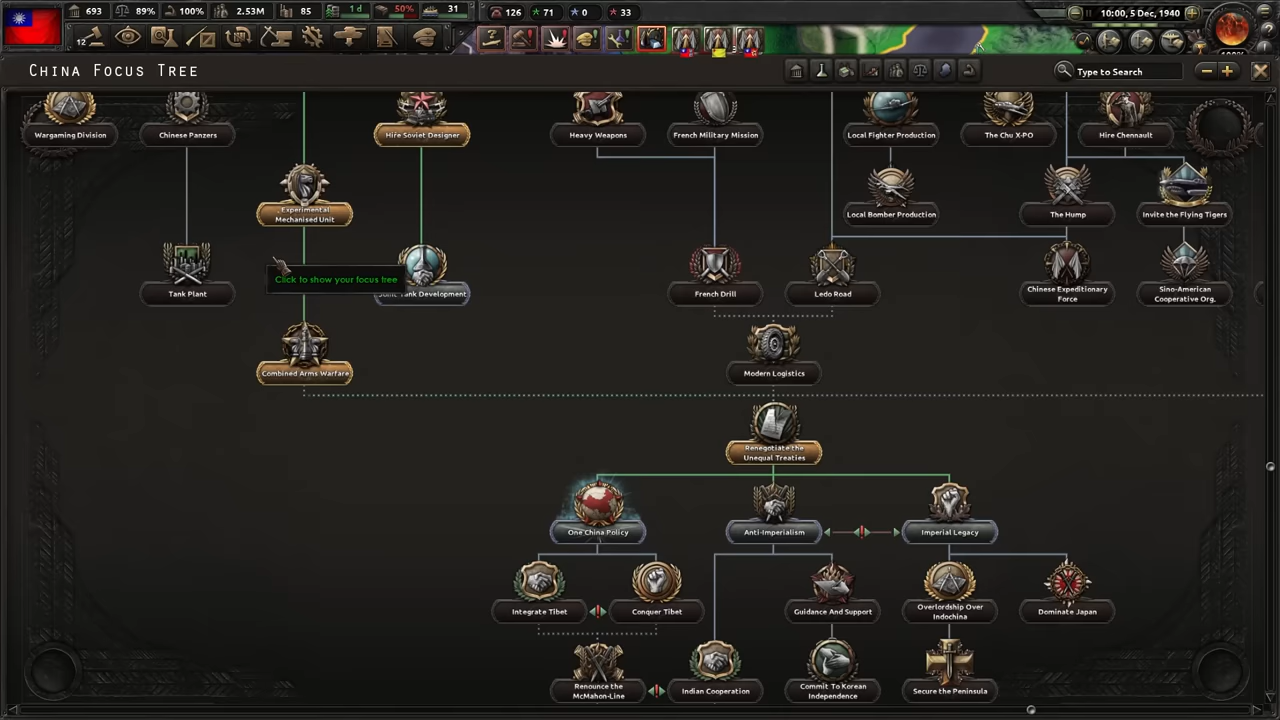 693
89%
100%
2.53M
85
1 d
50%
31
126
71
0
33
10:00, 5 Dec, 1940
12
100%
China Focus Tree
Type to Search
Wargaming Division
Chinese Panzers
Hire Soviet Designer
Heavy Weapons
French Military Mission
Local Fighter Production
The Chu X-PO
Hire Chennault
Experimental
Mechanised Unit
Local Bomber Production
The Hump
Invite the Flying Tigers
Click to show your focus tree
Tank Plant
Joint Tank Development
French Drill
Ledo Road
Chinese Expeditionary
Force
Sino-American
Cooperative Org.
Combined Arms Warfare
Modern Logistics
Renegotiate the
Unequal Treaties
One China Policy
Anti-Imperialism
Imperial Legacy
Integrate Tibet
Conquer Tibet
Guidance And Support
Overlordship Over
Indochina
Dominate Japan
Renounce the
McMahon-Line
Indian Cooperation
Commit To Korean
Independence
Secure the Peninsula